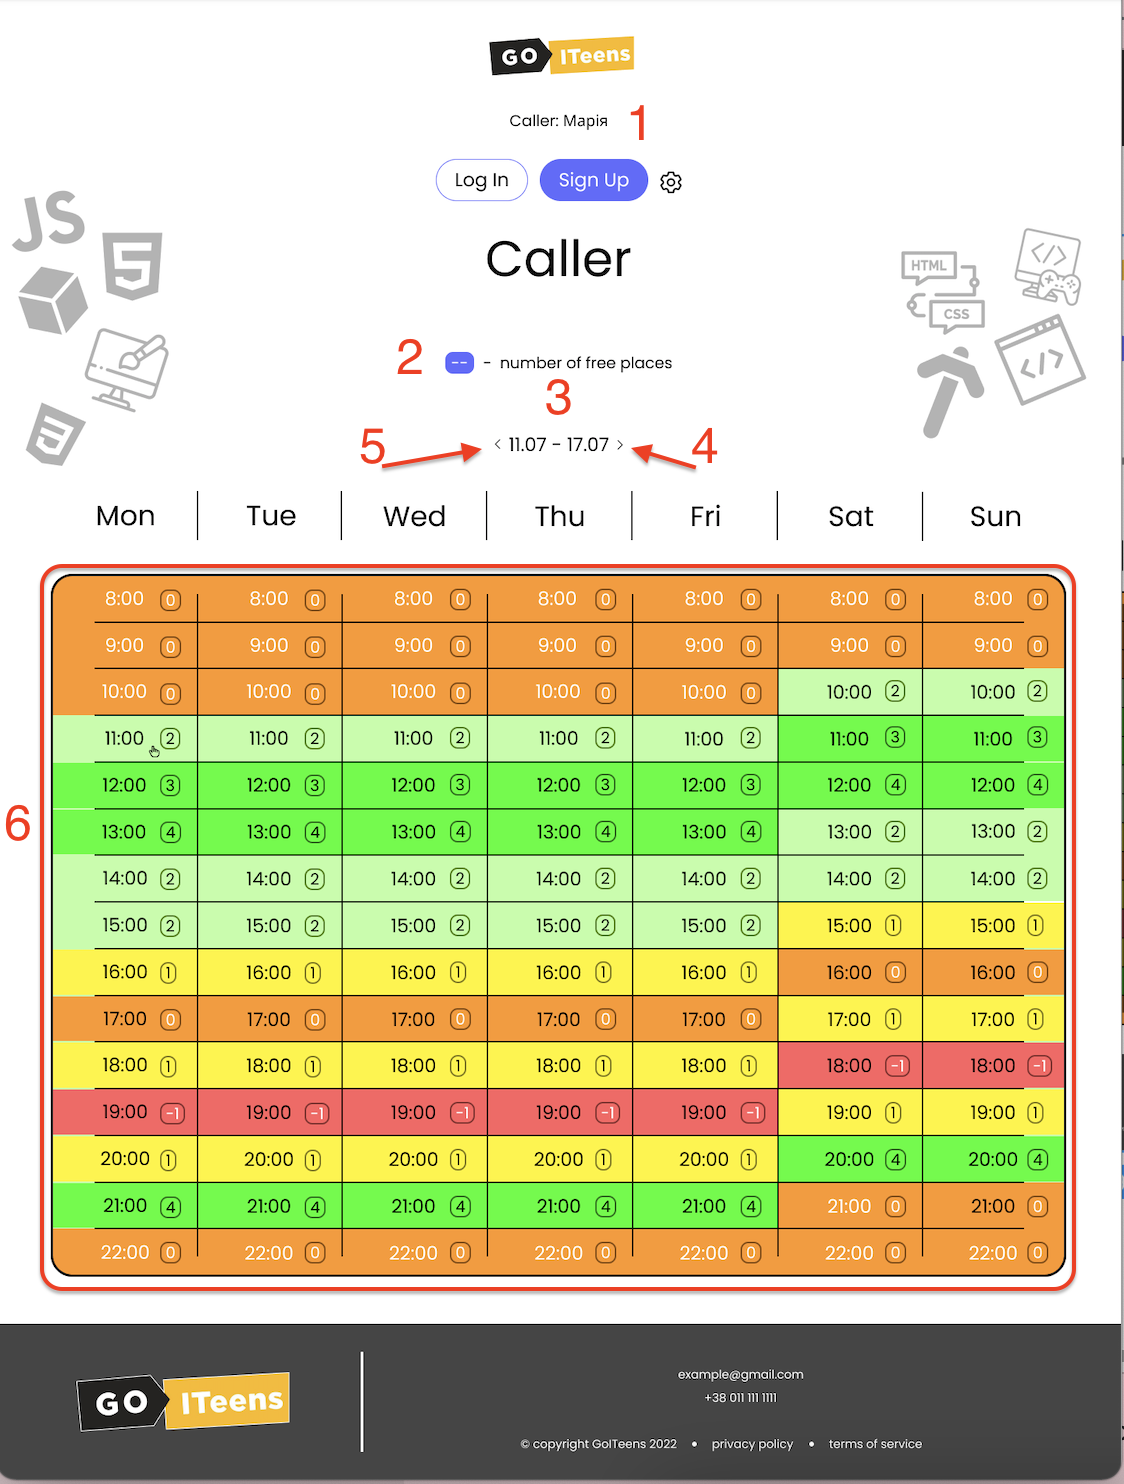 GO ITeens
Caller: Марія 1
Log In Sign Up
JS
5
HTML
CSS
</>
</>
3
Caller
2 -- - number of free places
3
5 < 11.07 - 17.07 > 4
Mon Tue Wed Thu Fri Sat Sun
8:00 0 8:00 0 8:00 0 8:00 0 8:00 0 8:00 0 8:00 0
9:00 0 9:00 0 9:00 0 9:00 0 9:00 0 9:00 0 9:00 0
10:00 0 10:00 0 10:00 0 10:00 0 10:00 0 10:00 2 10:00 2
11:00 2 11:00 2 11:00 2 11:00 2 11:00 2 11:00 3 11:00 3
12:00 3 12:00 3 12:00 3 12:00 3 12:00 3 12:00 4 12:00 4
6
13:00 4 13:00 4 13:00 4 13:00 4 13:00 4 13:00 2 13:00 2
14:00 2 14:00 2 14:00 2 14:00 2 14:00 2 14:00 2 14:00 2
15:00 2 15:00 2 15:00 2 15:00 2 15:00 2 15:00 1 15:00 1
16:00 1 16:00 1 16:00 1 16:00 1 16:00 1 16:00 0 16:00 0
17:00 0 17:00 0 17:00 0 17:00 0 17:00 0 17:00 1 17:00 1
18:00 1 18:00 1 18:00 1 18:00 1 18:00 1 18:00 -1 18:00 -1
19:00 -1 19:00 -1 19:00 -1 19:00 -1 19:00 -1 19:00 1 19:00 1
20:00 1 20:00 1 20:00 1 20:00 1 20:00 1 20:00 4 20:00 4
21:00 4 21:00 4 21:00 4 21:00 4 21:00 4 21:00 0 21:00 0
22:00 0 22:00 0 22:00 0 22:00 0 22:00 0 22:00 0 22:00 0
GO ITeens
example@gmail.com
+38 011 111 1111
© copyright GoITeens 2022 • privacy policy • terms of service